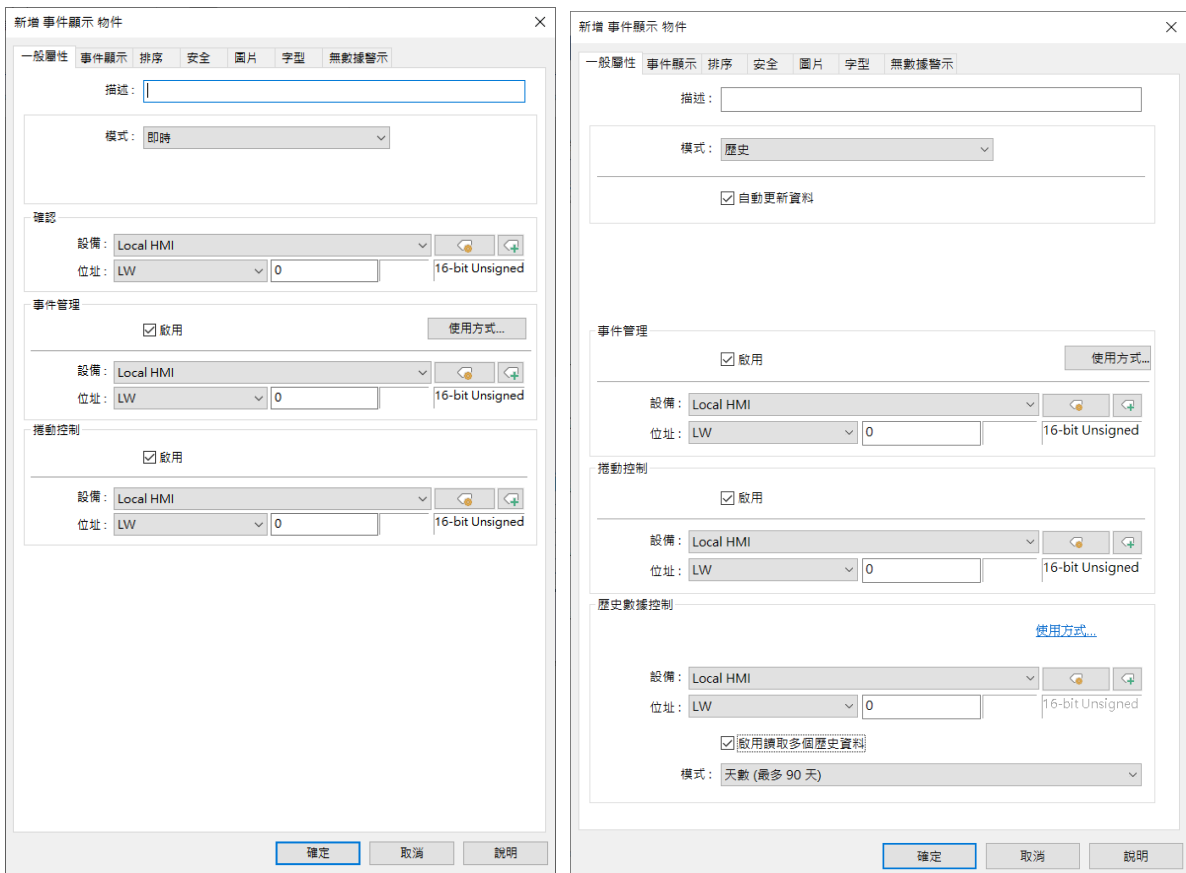 新增 事件顯示 物件
一般屬性 事件顯示 排序 安全 圖片 字型 無數據警示
描述 :
模式 : 即時
確認
設備 : Local HMI
位址 : LW 0 16-bit Unsigned
事件管理
啟用 使用方式...
設備 : Local HMI
位址 : LW 0 16-bit Unsigned
捲動控制
啟用
設備 : Local HMI
位址 : LW 0 16-bit Unsigned
確定 取消 說明
新增 事件顯示 物件
一般屬性 事件顯示 排序 安全 圖片 字型 無數據警示
描述 :
模式 : 歷史
自動更新資料
事件管理
啟用 使用方式...
設備 : Local HMI
位址 : LW 0 16-bit Unsigned
捲動控制
啟用
設備 : Local HMI
位址 : LW 0 16-bit Unsigned
歷史數據控制
使用方式...
設備 : Local HMI
位址 : LW 0 16-bit Unsigned
啟用讀取多個歷史資料
模式 : 天數 (最多 90 天)
確定 取消 說明